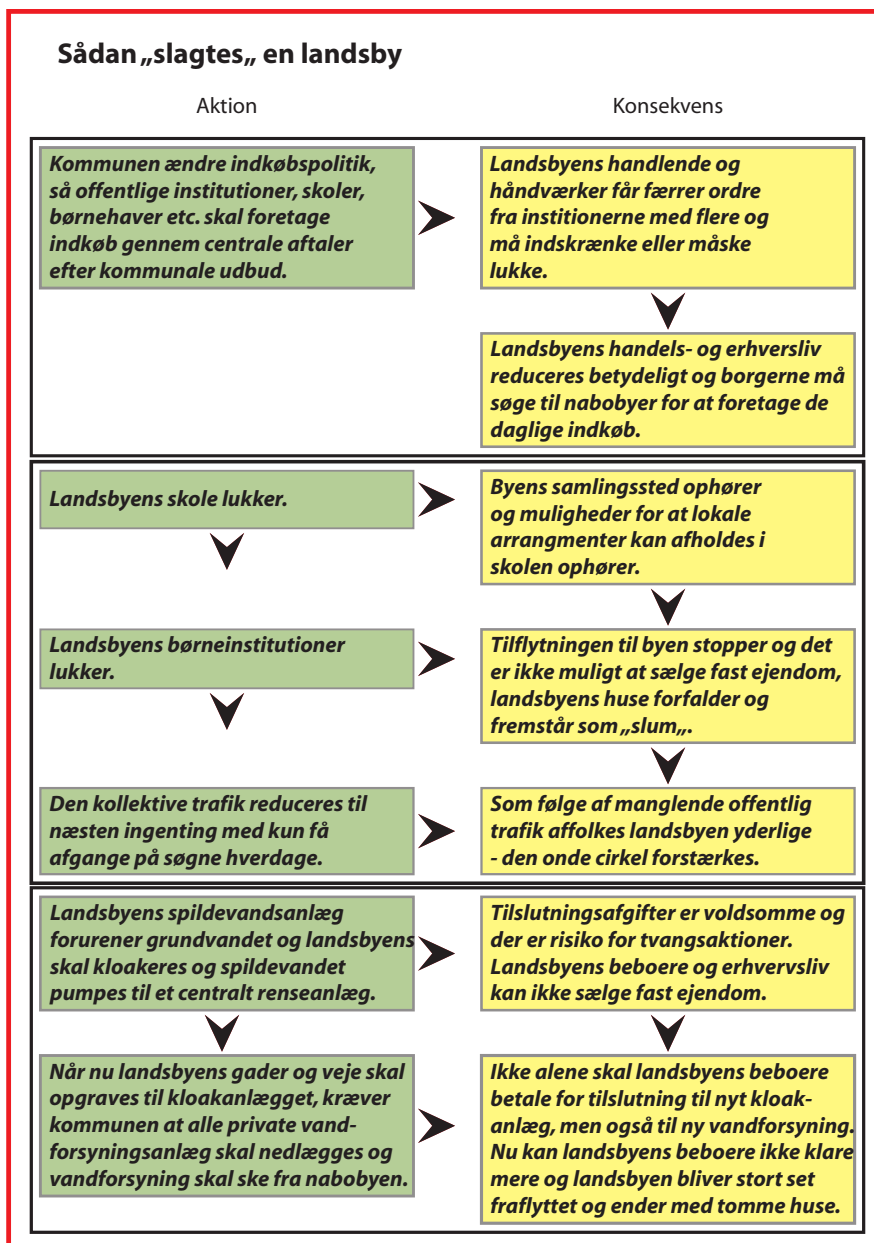 Sådan „slagtes„ en landsby
Aktion
Konsekvens
Kommunen ændre indkøbspolitik,
så offentlige institutioner, skoler,
børnehaver etc. skal foretage
indkøb gennem centrale aftaler
efter kommunale udbud.
Landsbyens handlende og
håndværker får færrer ordre
fra institionerne med flere og
må indskrænke eller måske
lukke.
Landsbyens handels- og erhversliv
reduceres betydeligt og borgerne må
søge til nabobyer for at foretage de
daglige indkøb.
Landsbyens skole lukker.
Byens samlingssted ophører
og muligheder for at lokale
arrangmenter kan afholdes i
skolen ophører.
Landsbyens børneinstitutioner
lukker.
Tilflytningen til byen stopper og det
er ikke muligt at sælge fast ejendom,
landsbyens huse forfalder og
fremstår som „slum„.
Den kollektive trafik reduceres til
næsten ingenting med kun få
afgange på søgne hverdage.
Som følge af manglende offentlig
trafik affolkes landsbyen yderlige
- den onde cirkel forstærkes.
Landsbyens spildevandsanlæg
forurener grundvandet og landsbyens
skal kloakeres og spildevandet
pumpes til et centralt renseanlæg.
Tilslutningsafgifter er voldsomme og
der er risiko for tvangsaktioner.
Landsbyens beboere og erhvervsliv
kan ikke sælge fast ejendom.
Når nu landsbyens gader og veje skal
opgraves til kloakanlægget, kræver
kommunen at alle private vand-
forsyningsanlæg skal nedlægges og
vandforsyning skal ske fra nabobyen.
Ikke alene skal landsbyens beboere
betale for tilslutning til nyt kloak-
anlæg, men også til ny vandforsyning.
Nu kan landsbyens beboere ikke klare
mere og landsbyen bliver stort set
fraflyttet og ender med tomme huse.